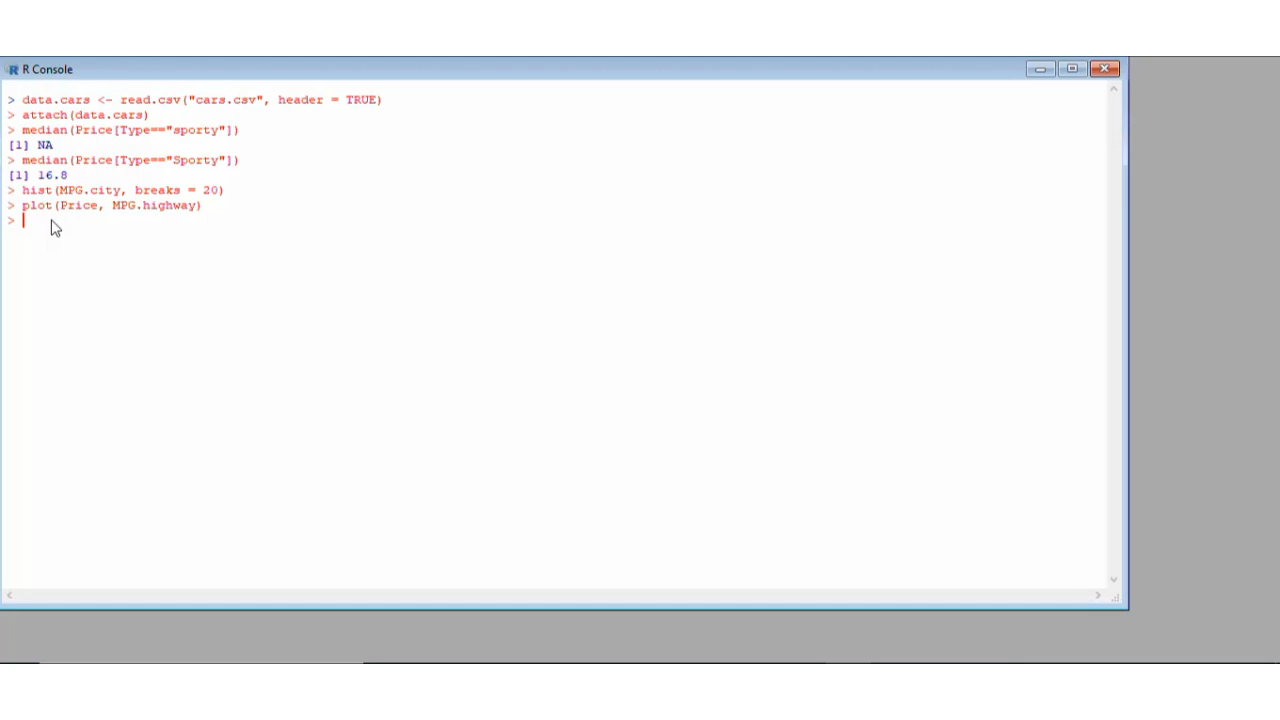 R Console
> data.cars <- read.csv("cars.csv", header = TRUE)
> attach(data.cars)
> median(Price[Type=="sporty"])
[1] NA
> median(Price[Type=="Sporty"])
[1] 16.8
> hist(MPG.city, breaks = 20)
> plot(Price, MPG.highway)
>